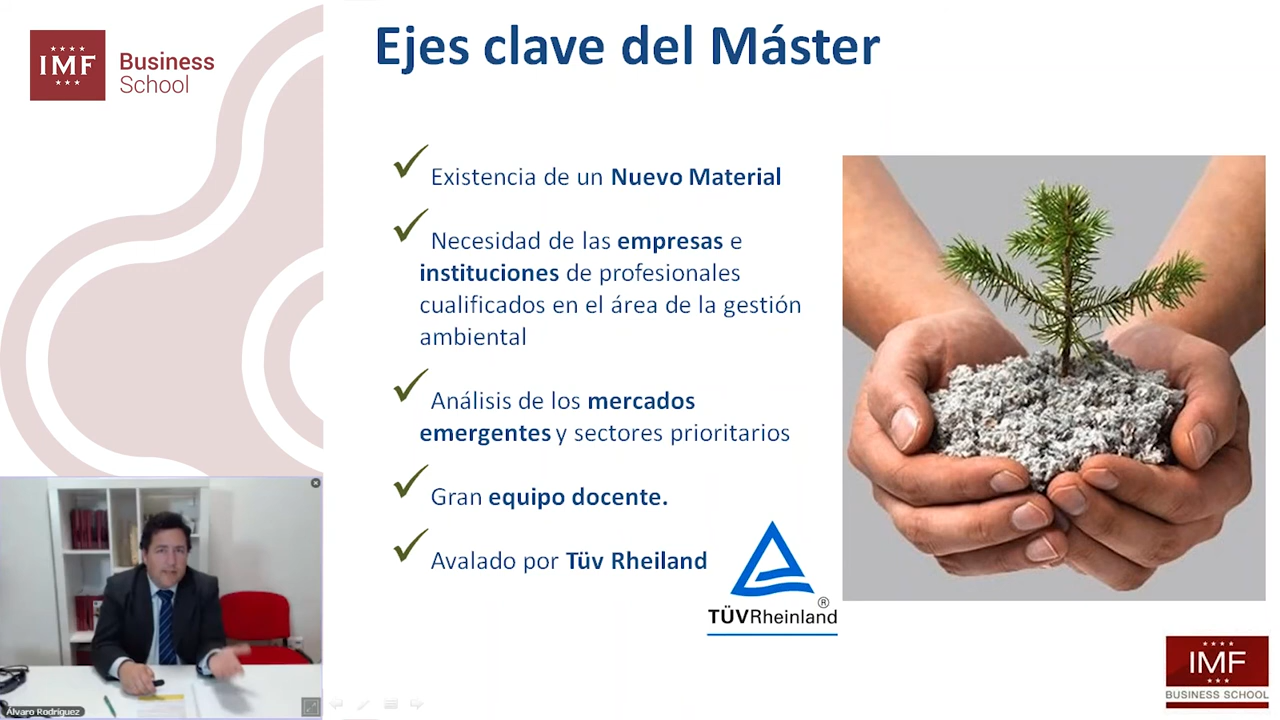 IMF
Business
School
Ejes clave del Máster
Existencia de un Nuevo Material
Necesidad de las empresas e
instituciones de profesionales
cualificados en el área de la gestión
ambiental
Análisis de los mercados
emergentes y sectores prioritarios
Gran equipo docente.
Avalado por Tüv Rheiland
TÜVRheinland®
IMF
BUSINESS SCHOOL
Álvaro Rodríguez